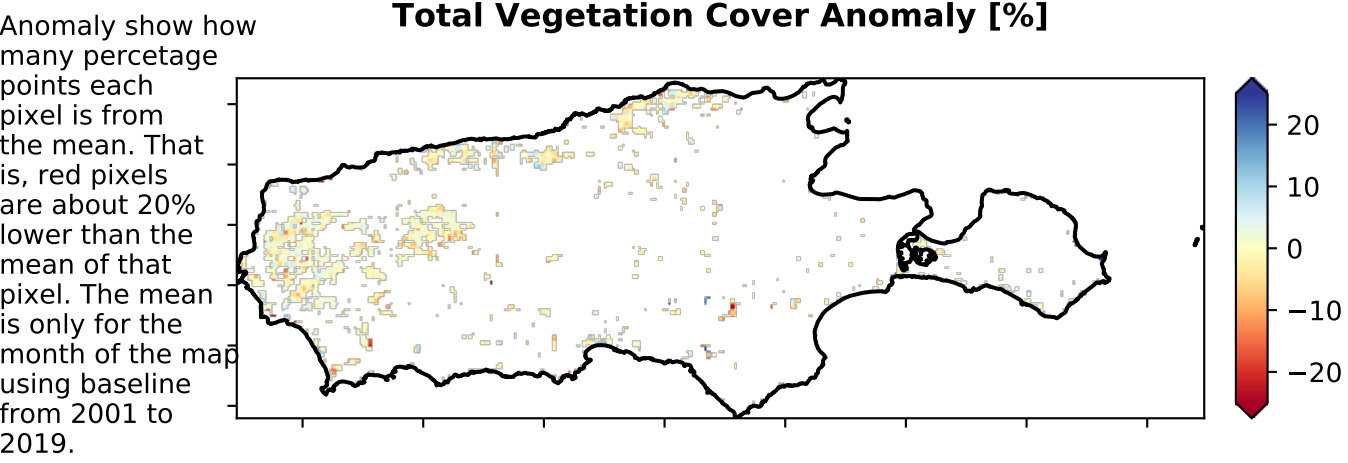 Total Vegetation Cover Anomaly [%]
Anomaly show how
many percetage
points each
pixel is from
the mean. That
is, red pixels
are about 20%
lower than the
mean of that
pixel. The mean
is only for the
month of the map
using baseline
from 2001 to
2019.
20
10
0
−10
−20